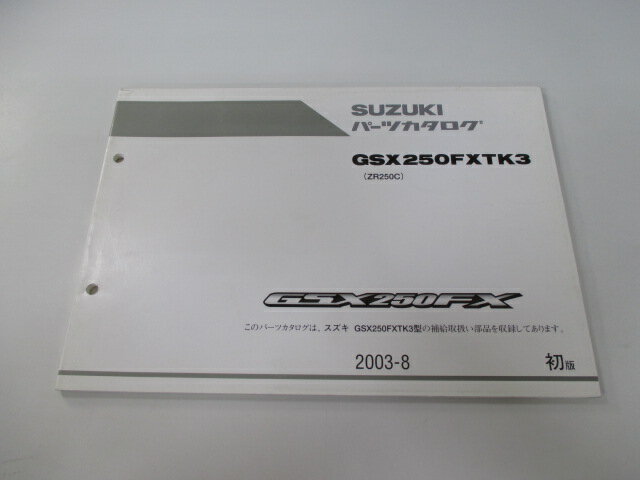 SUZUKI
パーツカタログ
GSX250FXTK3
(ZR250C)
GSX250FX
このパーツカタログは、スズキ GSX250FXTK3型の補給取扱い部品を収録してあります。
2003-8
初版